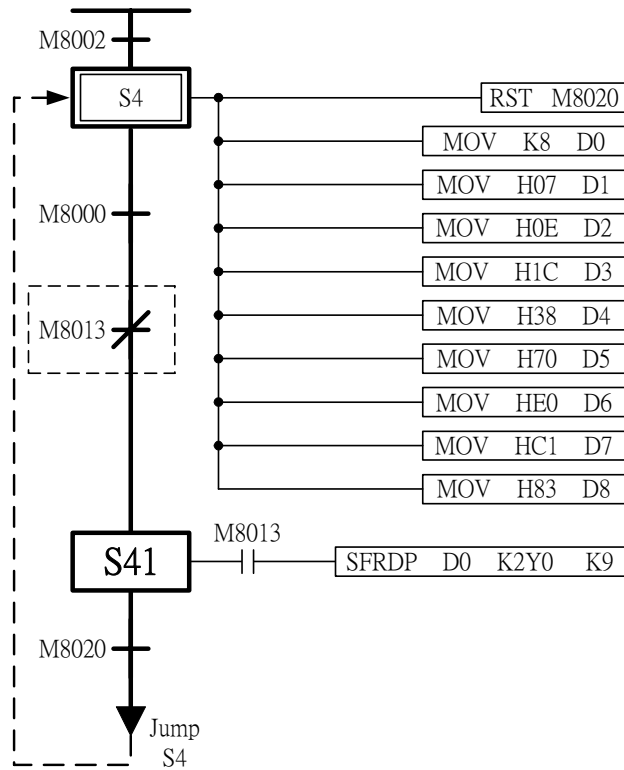 M8002
S4
RST M8020
MOV K8 D0
MOV H07 D1
M8000
MOV H0E D2
MOV H1C D3
M8013
MOV H38 D4
MOV H70 D5
MOV HE0 D6
MOV HC1 D7
MOV H83 D8
M8013
S41
SFRDP D0 K2Y0 K9
M8020
Jump
S4